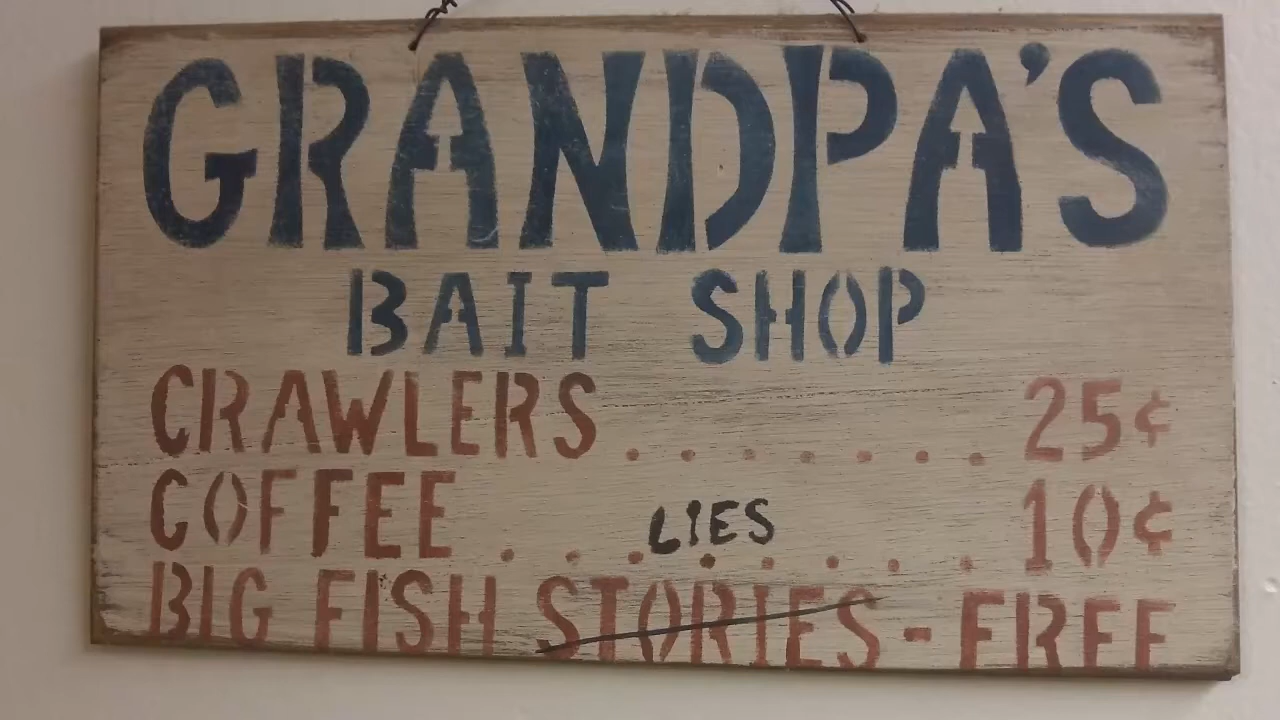 GRANDPA'S
BAIT SHOP
CRAWLERS . . . . . . . 25¢
COFFEE . . . . . . . . 10¢
LIES
BIG FISH STORIES - FREE